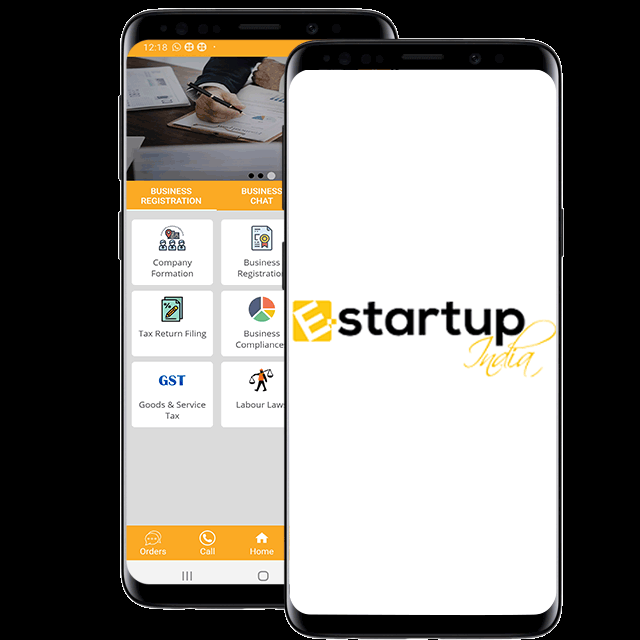 12:18
BUSINESS
REGISTRATION
BUSINESS
CHAT
Company
Formation
Business
Registration
Tax Return Filing
Business
Compliance
GST
Goods & Service
Tax
Labour Law
Orders
Call
Home
E-startup
India